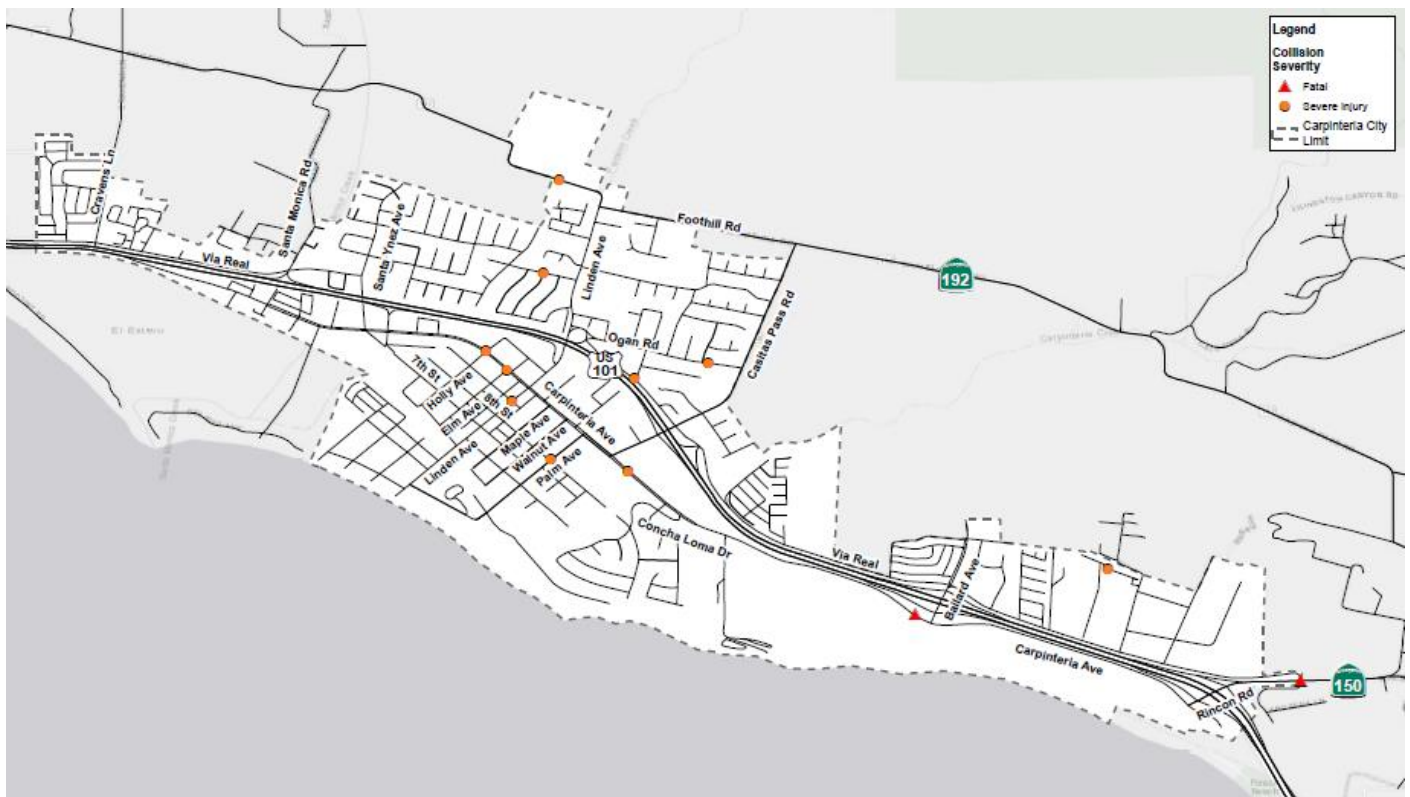 Legend
Collision
Severity
Fatal
Severe Injury
Carpinteria City
Limit
Cravens Ln
Santa Monica Rd
Via Real
Santa Ynez Ave
Linden Ave
Foothill Rd
192
Casitas Pass Rd
Ogan Rd
US
101
7th St
Holly Ave
Elm Ave
8th St
Carpinteria Ave
Maple Ave
Walnut Ave
Linden Ave
Palm Ave
Concha Loma Dr
Via Real
Bailard Ave
Carpinteria Ave
Rincon Rd
150